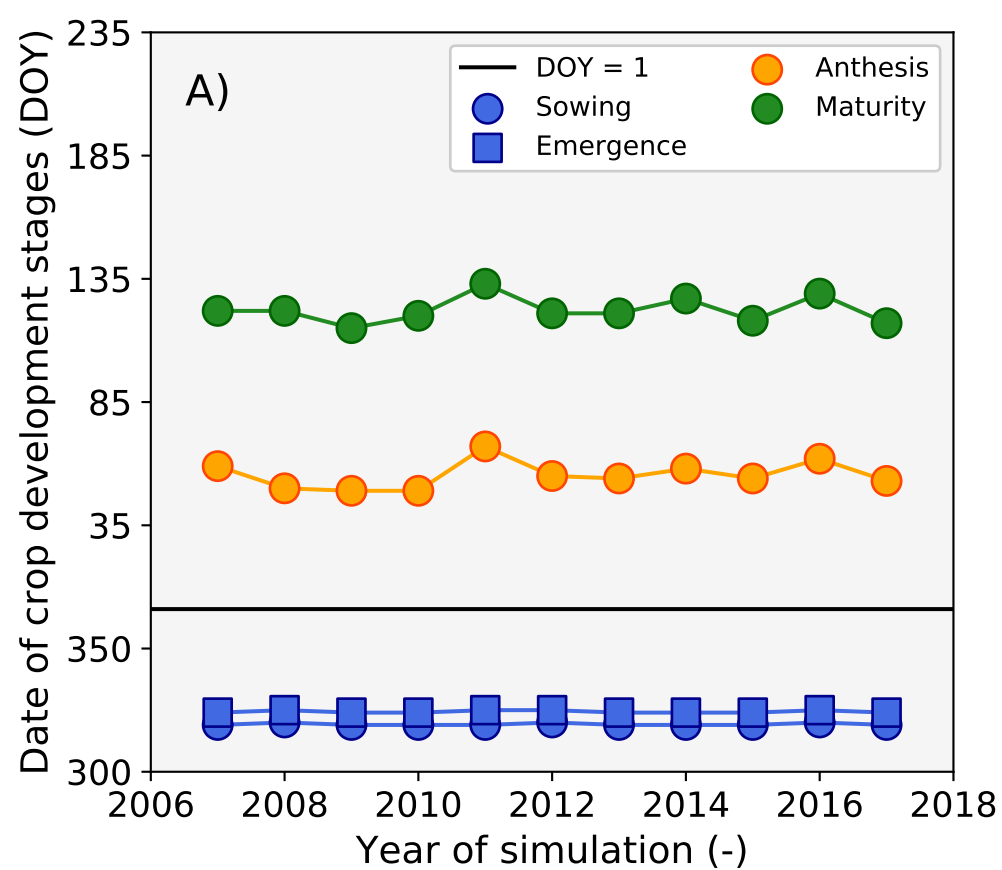 A)
DOY = 1
Sowing
Emergence
Anthesis
Maturity
Date of crop development stages (DOY)
235
185
135
85
35
350
300
2006 2008 2010 2012 2014 2016 2018
Year of simulation (-)